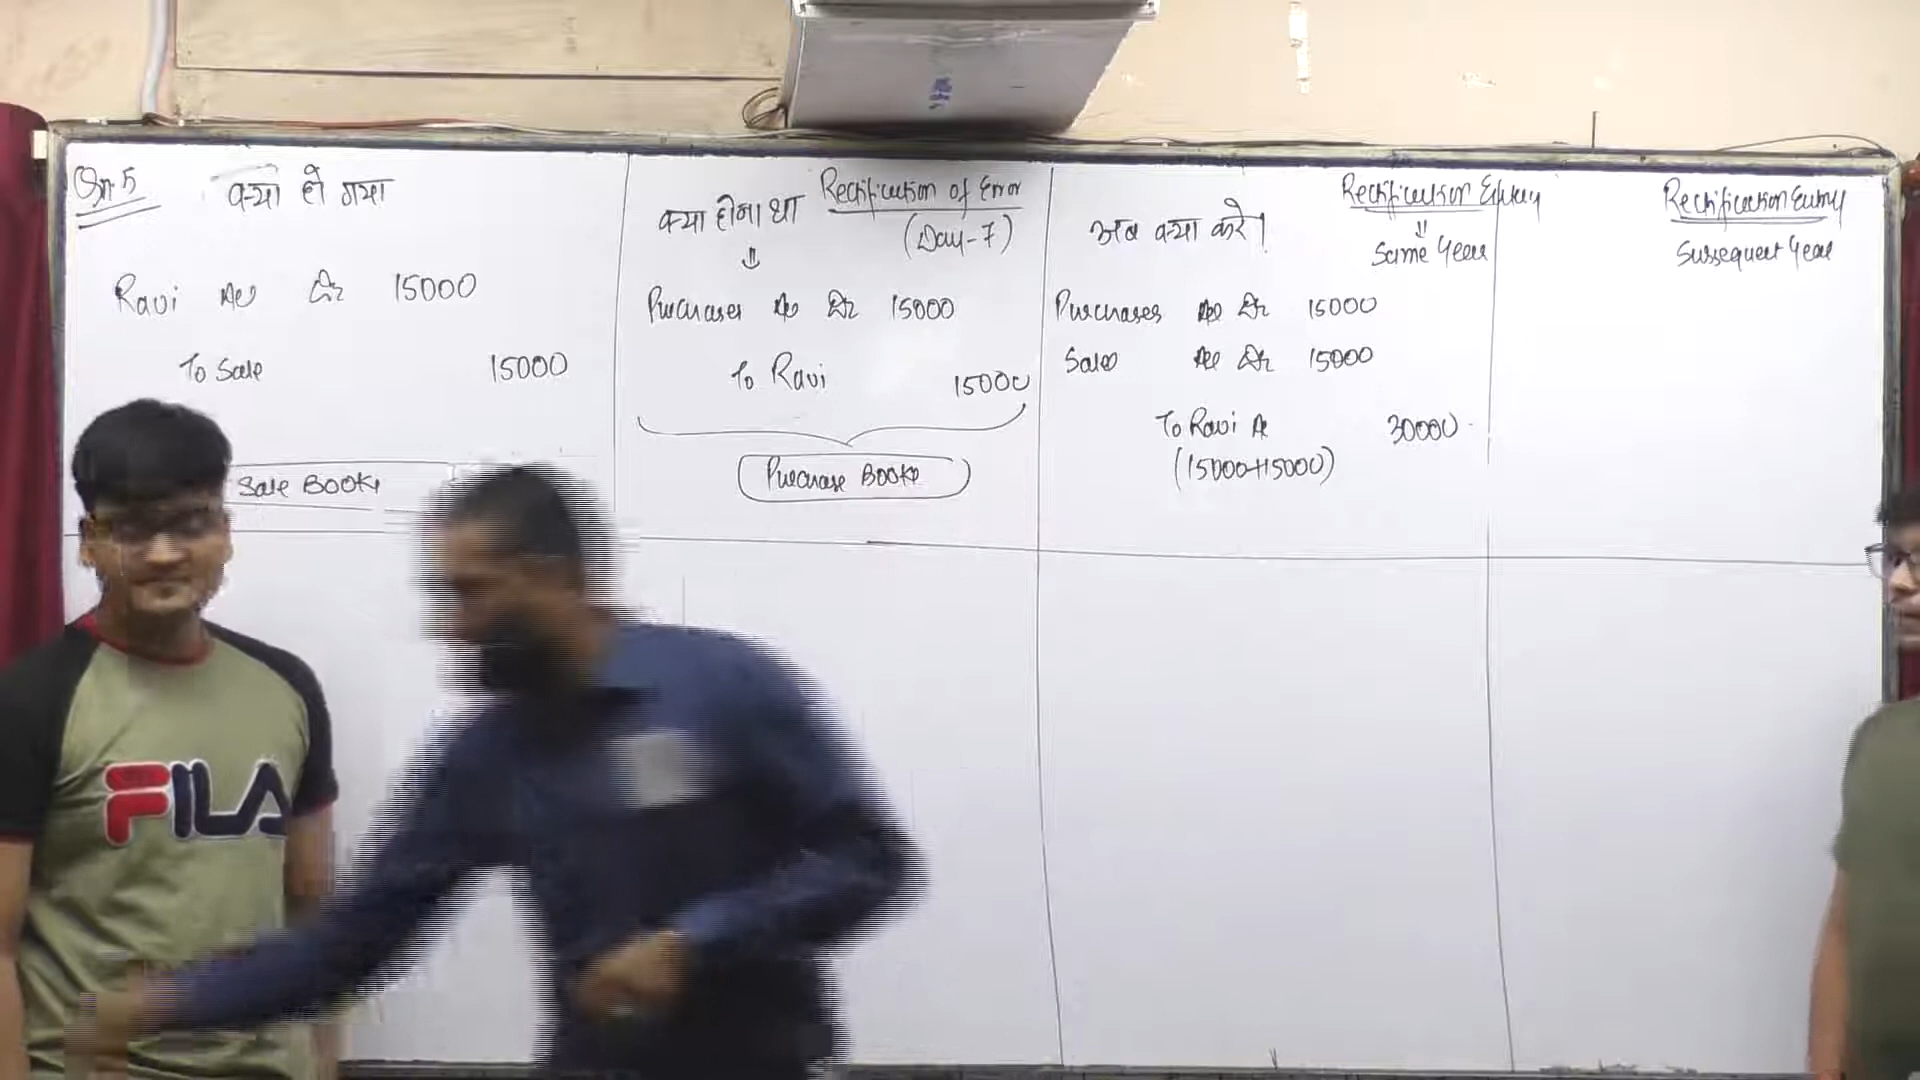 Qn. 5
क्या हो गया
Ravi A/c Dr 15000
To Sale 15000
Sale Book
क्या होना था
Rectification of Error
(Day-7)
⇓
Purchases A/c Dr 15000
To Ravi 15000
Purchase Book
अब क्या करे!
Rectification Entry
⇓
Same Year
Purchases A/c Dr 15000
Sales A/c Dr 15000
To Ravi A/c 30000
(15000+15000)
Rectification Entry
Sussequent Year
FILA